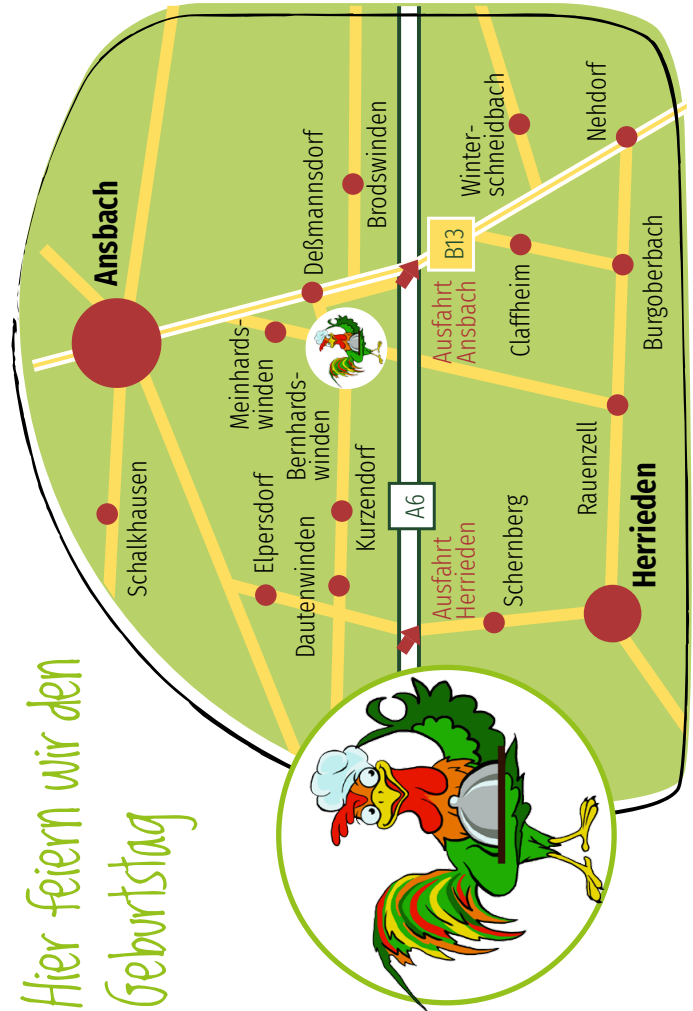 Hier feiern wir den
Geburtstag
Ansbach
Schalkhausen
Meinhards-
winden
Deßmannsdorf
Bernhards-
winden
Brodswinden
Elpersdorf
Dautenwinden
Kurzendorf
A6
B13
Ausfahrt
Herrieden
Ausfahrt
Ansbach
Winter-
schneidbach
Claffheim
Schernberg
Nehdorf
Rauenzell
Burgoberbach
Herrieden